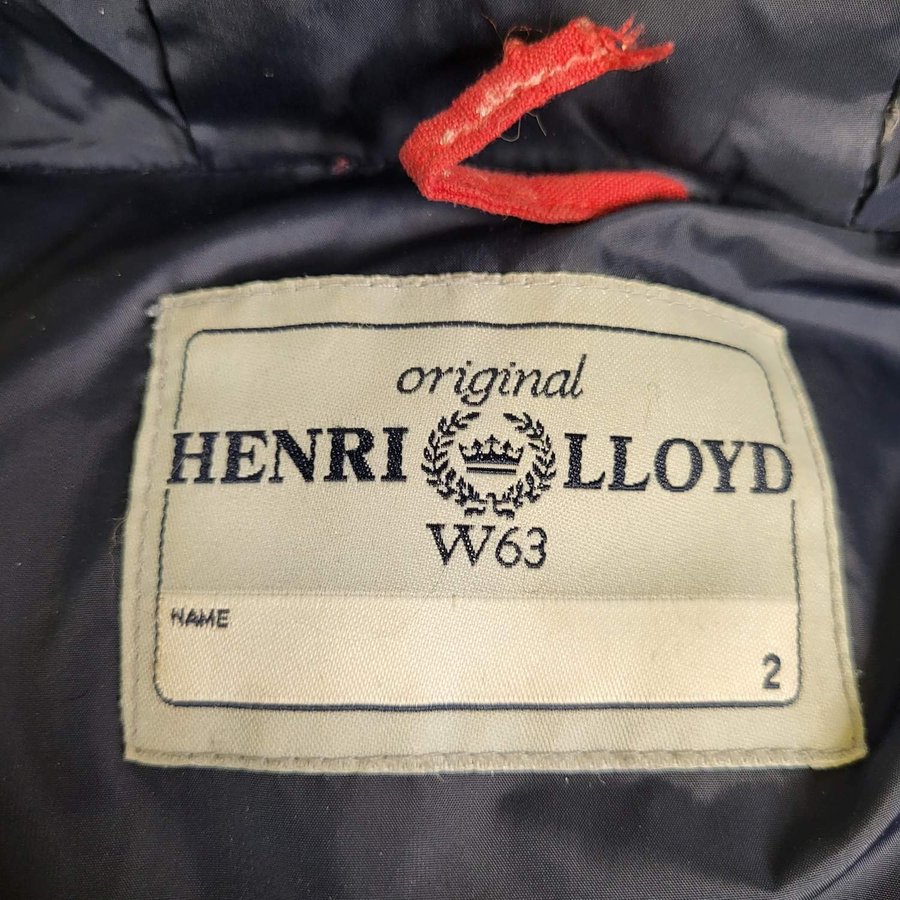 original
HENRI LLOYD
W63
NAME
2